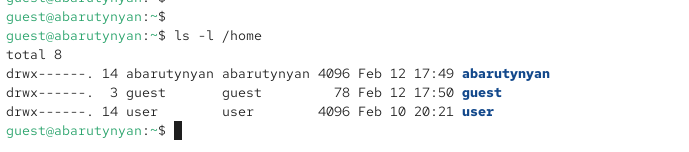 guest@abarutynyan:~$
guest@abarutynyan:~$ ls -l /home
total 8
drwx------. 14 abarutynyan abarutynyan 4096 Feb 12 17:49 abarutynyan
drwx------.  3 guest       guest         78 Feb 12 17:50 guest
drwx------. 14 user        user        4096 Feb 10 20:21 user
guest@abarutynyan:~$